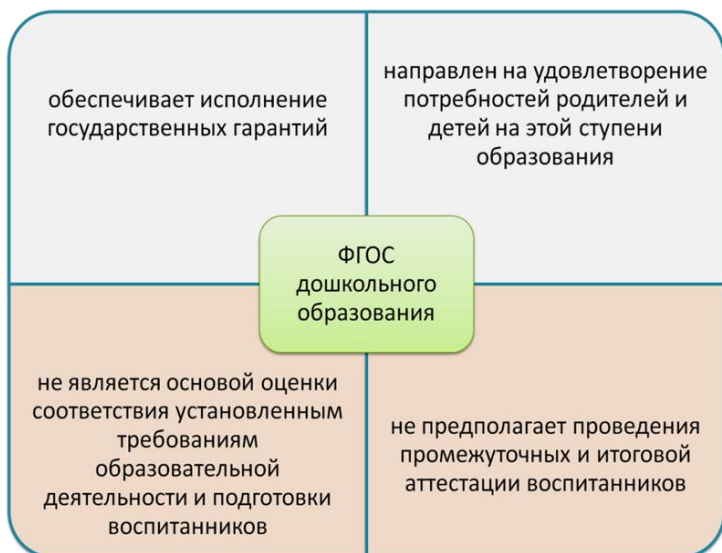 обеспечивает исполнение
государственных гарантий
направлен на удовлетворение
потребностей родителей и
детей на этой ступени
образования
ФГОС
дошкольного
образования
не является основой оценки
соответствия установленным
требованиям
образовательной
деятельности и подготовки
воспитанников
не предполагает проведения
промежуточных и итоговой
аттестации воспитанников